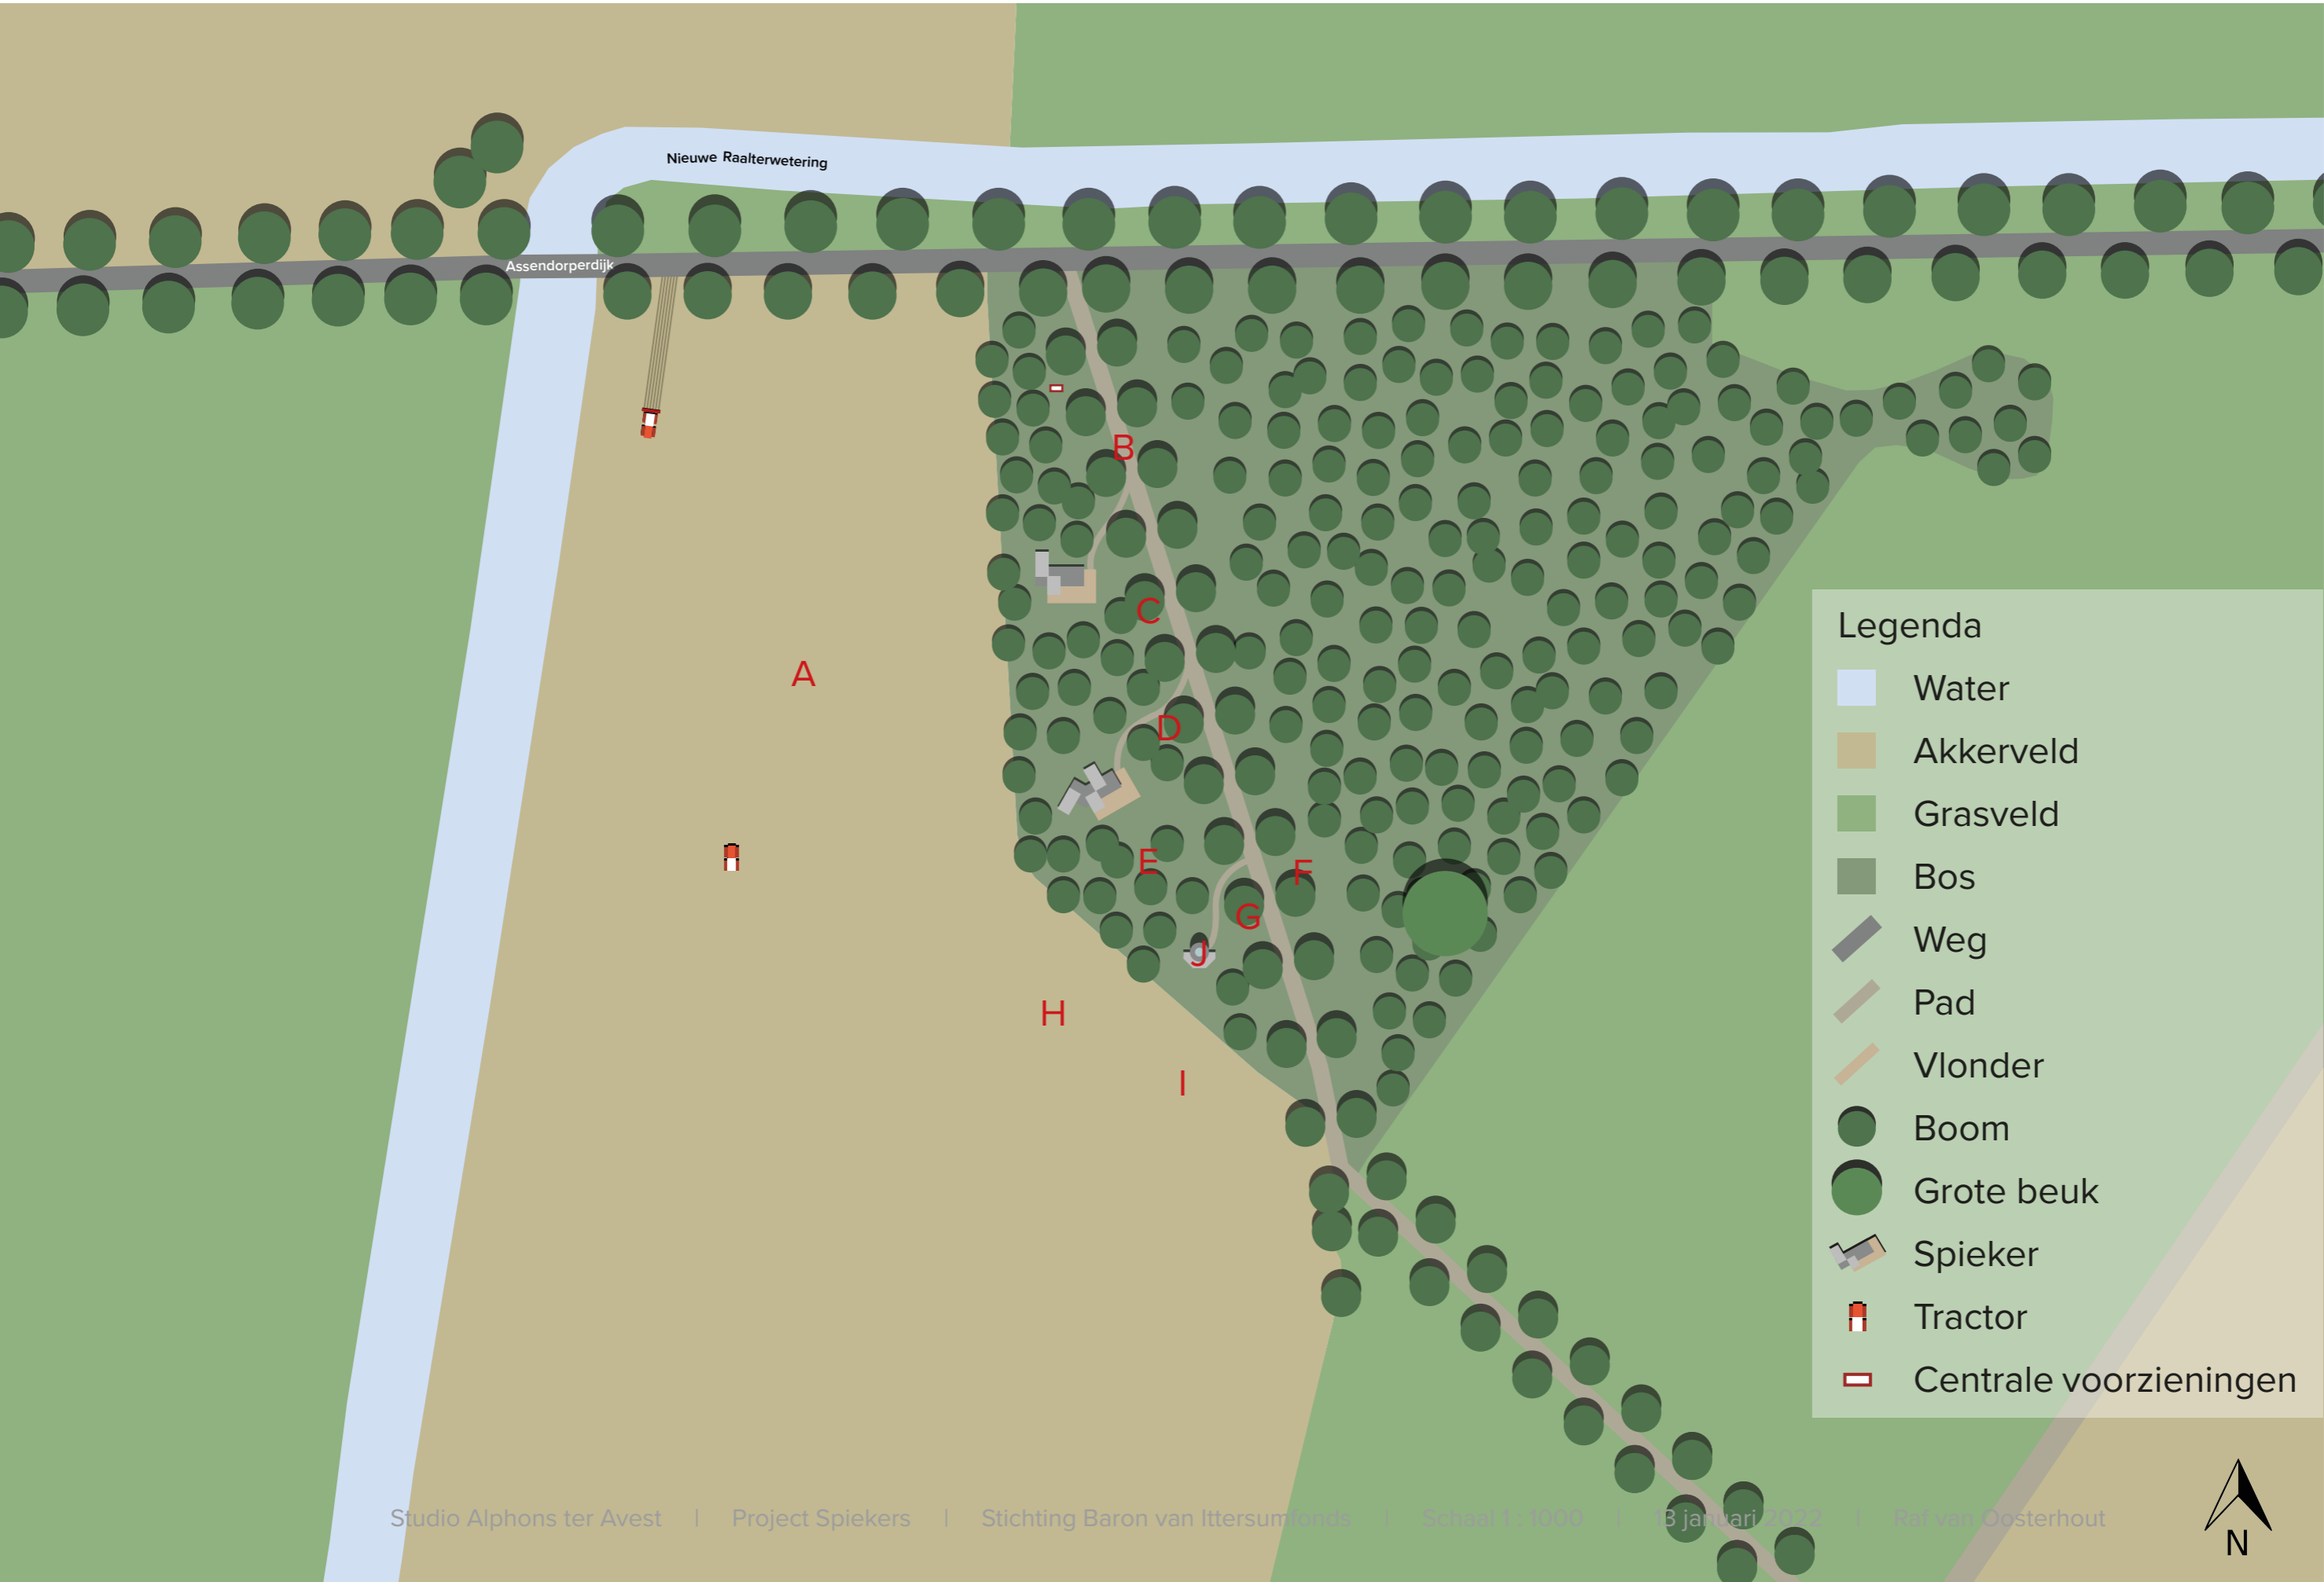 Nieuwe Raalterwetering
Assendorperdijk
B
C
A
D
E
F
G
J
H
I
Legenda
Water
Akkerveld
Grasveld
Bos
Weg
Pad
Vlonder
Boom
Grote beuk
Spieker
Tractor
Centrale voorzieningen
Studio Alphons ter Avest | Project Spiekers | Stichting Baron van Ittersumfonds | Schaal 1 : 1000 | 13 januari 2022 | Raf van Oosterhout
N